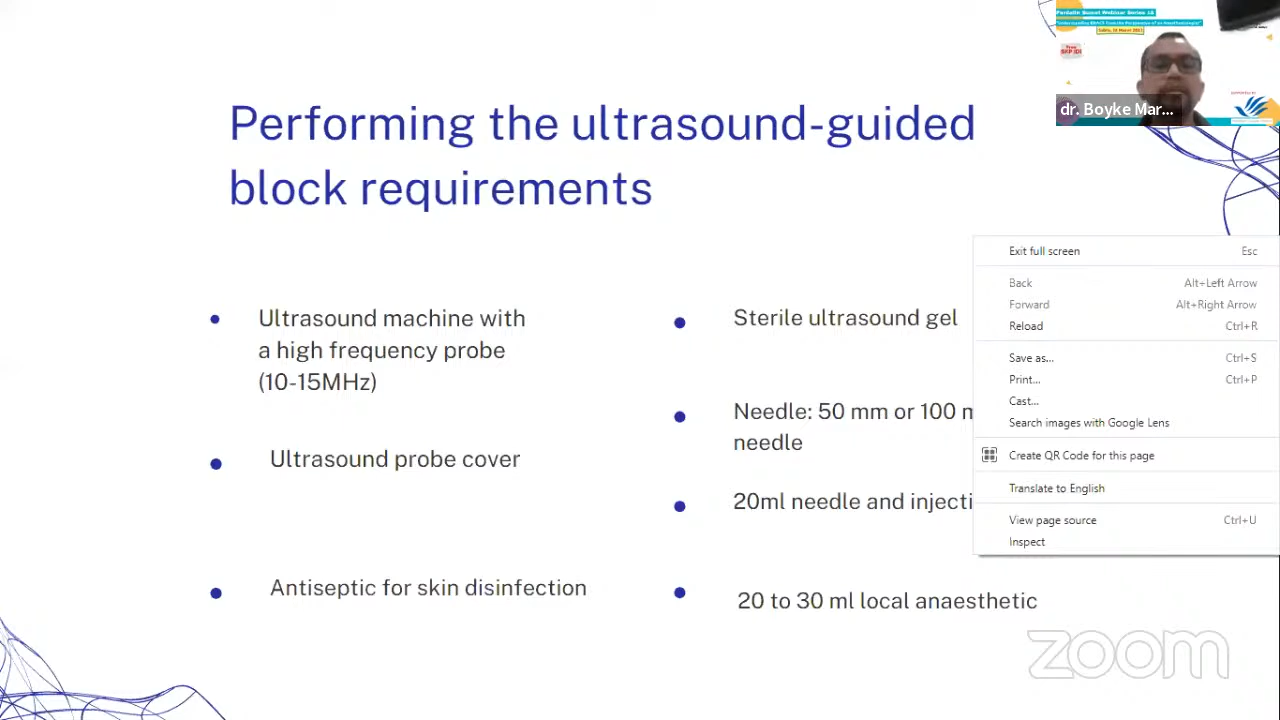 Performing the ultrasound-guided
block requirements
Ultrasound machine with
a high frequency probe
(10-15MHz)
Ultrasound probe cover
Antiseptic for skin disinfection
Sterile ultrasound gel
Needle: 50 mm or 100
needle
20ml needle and injecti
20 to 30 ml local anaesthetic
Exit full screen Esc
Back Alt+Left Arrow
Forward Alt+Right Arrow
Reload Ctrl+R
Save as... Ctrl+S
Print... Ctrl+P
Cast...
Search images with Google Lens
Create QR Code for this page
Translate to English
View page source Ctrl+U
Inspect
dr. Boyke Mar...
zoom